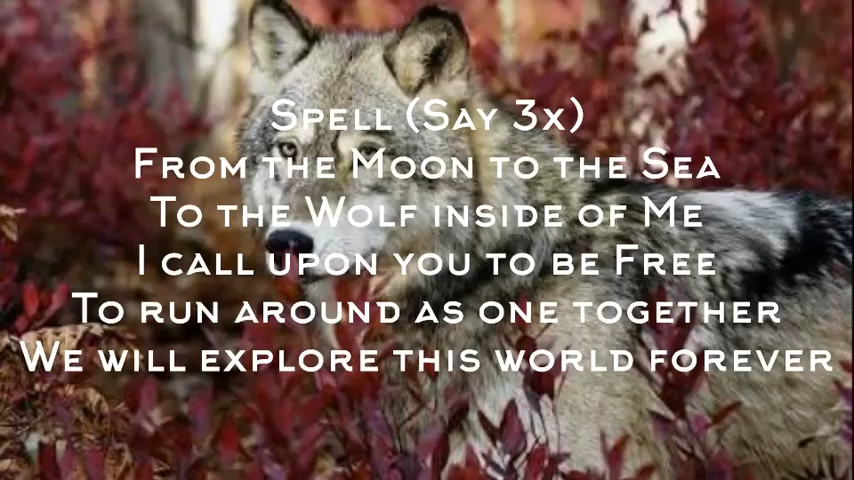 Spell (Say 3x)
From the Moon to the Sea
To the Wolf inside of Me
I call upon you to be Free
To run around as one together
We will explore this world forever